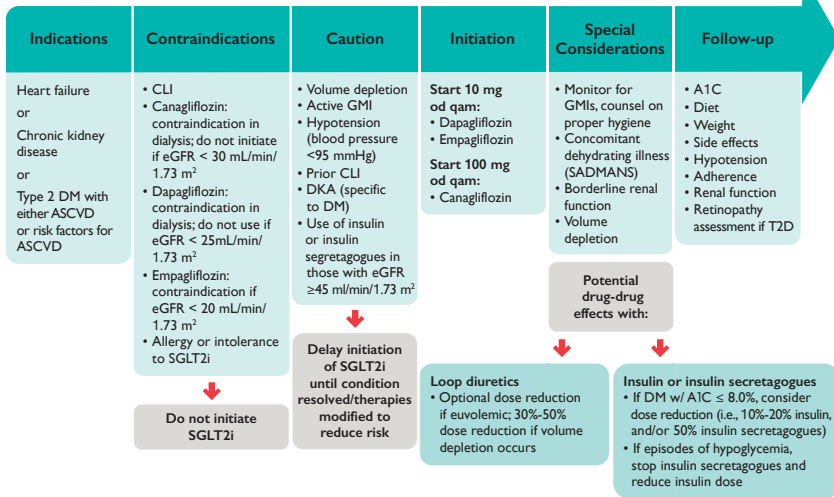 Indications
Heart failure
or
Chronic kidney
disease
or
Type 2 DM with
either ASCVD
or risk factors for
ASCVD
Contraindications
• CLI
• Canagliflozin:
contraindication in
dialysis; do not initiate
if eGFR < 30 mL/min/
1.73 m²
• Dapagliflozin:
contraindication in
dialysis; do not use if
eGFR < 25mL/min/
1.73 m²
• Empagliflozin:
contraindication if
eGFR < 20 mL/min/
1.73 m²
• Allergy or intolerance
to SGLT2i
Do not initiate
SGLT2i
Caution
• Volume depletion
• Active GMI
• Hypotension
(blood pressure
<95 mmHg)
• Prior CLI
• DKA (specific
to DM)
• Use of insulin
or insulin
segretagogues in
those with eGFR
≥45 ml/min/1.73 m²
Delay initiation
of SGLT2i
until condition
resolved/therapies
modified to
reduce risk
Initiation
Start 10 mg
od qam:
• Dapagliflozin
• Empagliflozin
Start 100 mg
od qam:
• Canagliflozin
Special
Considerations
• Monitor for
GMIs, counsel on
proper hygiene
• Concomitant
dehydrating illness
(SADMANS)
• Borderline renal
function
• Volume
depletion
Potential
drug-drug
effects with:
Loop diuretics
• Optional dose reduction
if euvolemic; 30%-50%
dose reduction if volume
depletion occurs
Insulin or insulin secretagogues
• If DM w/ A1C ≤ 8.0%, consider
dose reduction (i.e., 10%-20% insulin,
and/or 50% insulin secretagogues)
• If episodes of hypoglycemia,
stop insulin secretagogues and
reduce insulin dose
Follow-up
• A1C
• Diet
• Weight
• Side effects
• Hypotension
• Adherence
• Renal function
• Retinopathy
assessment if T2D